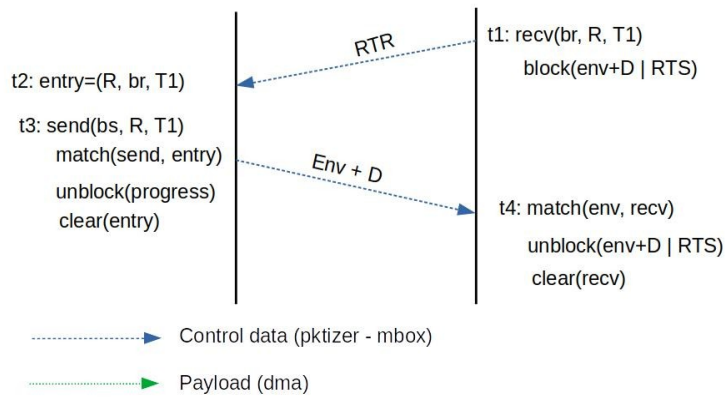 RTR
t1: recv(br, R, T1)
block(env+D | RTS)
t2: entry=(R, br, T1)
t3: send(bs, R, T1)
match(send, entry)
Env + D
unblock(progress)
clear(entry)
t4: match(env, recv)
unblock(env+D | RTS)
clear(recv)
Control data (pktizer - mbox)
Payload (dma)